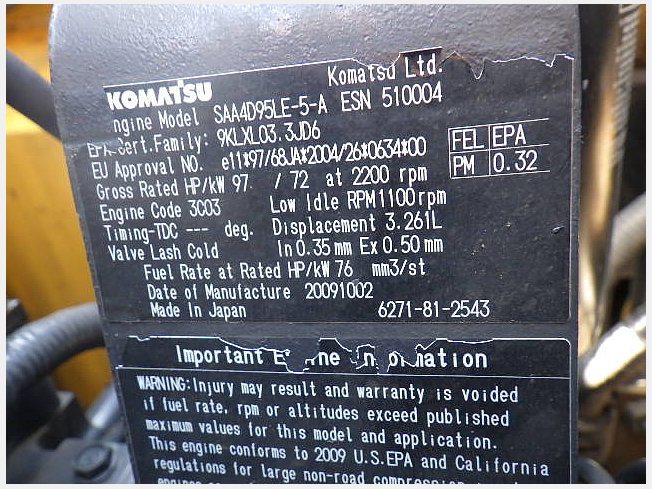 Komatsu Ltd.
KOMATSU
ngine Model SAA4D95LE-5-A ESN 510004
EPA Cert.Family: 9KLXL03.3JD6
EU Approval NO. e11*97/68JA*2004/26*0634*00
Gross Rated HP/kW 97 / 72 at 2200 rpm
FEL EPA
PM 0.32
Engine Code 3C03 Low Idle RPM1100rpm
Timing-TDC --- deg. Displacement 3.261L
Valve Lash Cold In 0.35 mm Ex 0.50 mm
Fuel Rate at Rated HP/kW 76 mm3/st
Date of Manufacture 20091002
Made In Japan 6271-81-2543
Important E ne In o mation
WARNING:Injury may result and warranty is voided
if fuel rate, rpm or altitudes exceed published
maximum values for this model and application.
This engine conforms to 2009 U.S.EPA and California
regulations for large non-road compression